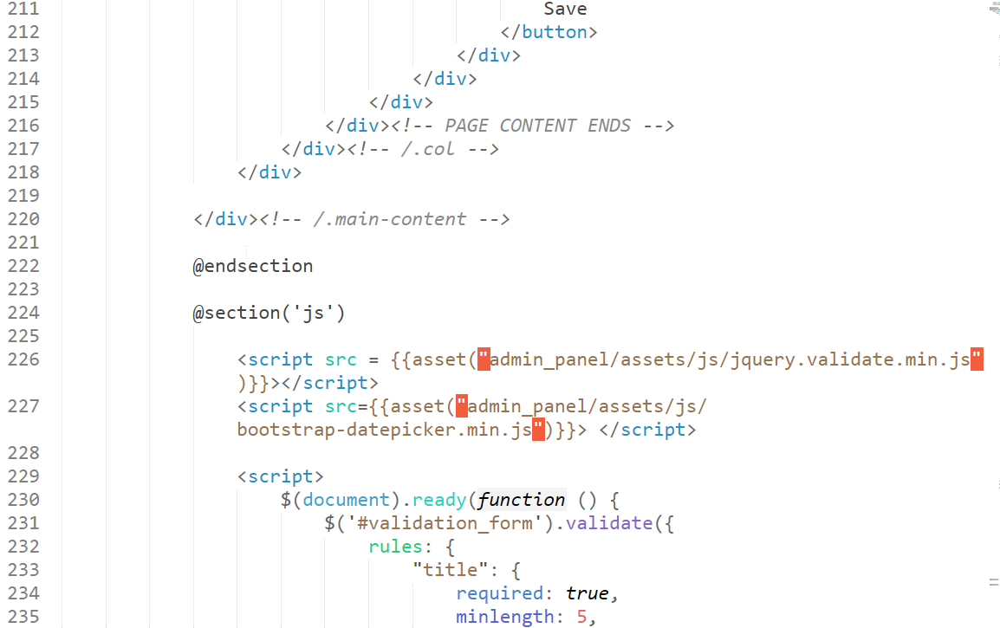 211 Save
212 </button>
213 </div>
214 </div>
215 </div>
216 </div><!-- PAGE CONTENT ENDS -->
217 </div><!-- /.col -->
218 </div>
219
220 </div><!-- /.main-content -->
221
222 @endsection
223
224 @section('js')
225
226 <script src = {{asset("admin_panel/assets/js/jquery.validate.min.js"
)}}></script>
227 <script src={{asset("admin_panel/assets/js/
bootstrap-datepicker.min.js")}}> </script>
228
229 <script>
230 $(document).ready(function () {
231 $('#validation_form').validate({
232 rules: {
233 "title": {
234 required: true,
235 minlength: 5,